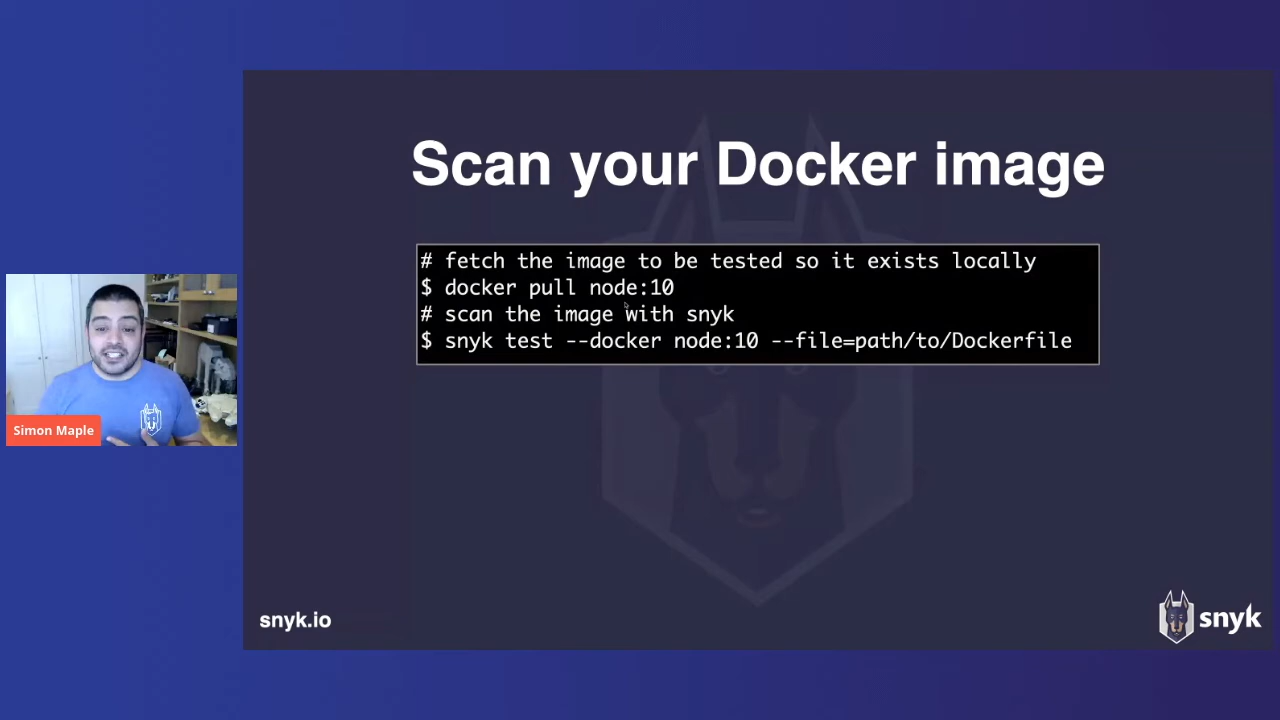 Scan your Docker image
# fetch the image to be tested so it exists locally
$ docker pull node:10
# scan the image with snyk
$ snyk test --docker node:10 --file=path/to/Dockerfile
Simon Maple
snyk.io
snyk